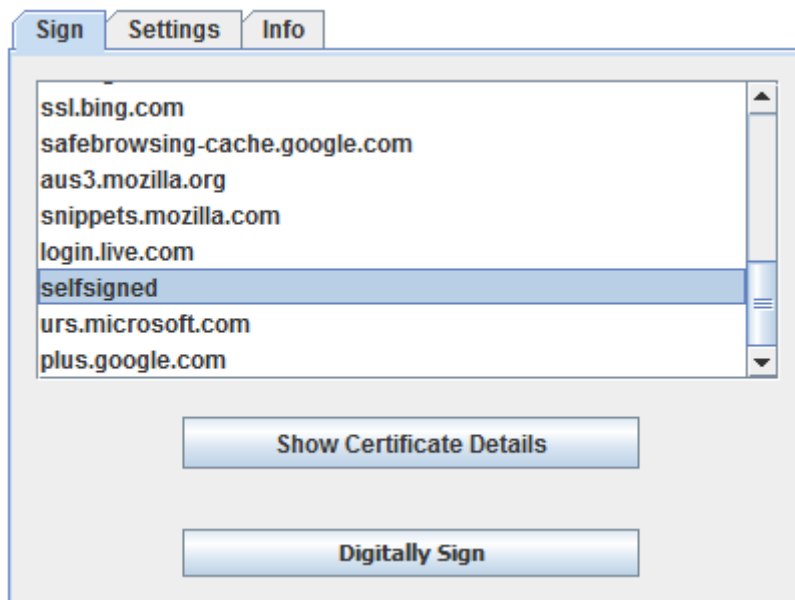 Sign Settings Info
ssl.bing.com
safebrowsing-cache.google.com
aus3.mozilla.org
snippets.mozilla.com
login.live.com
selfsigned
urs.microsoft.com
plus.google.com
Show Certificate Details
Digitally Sign